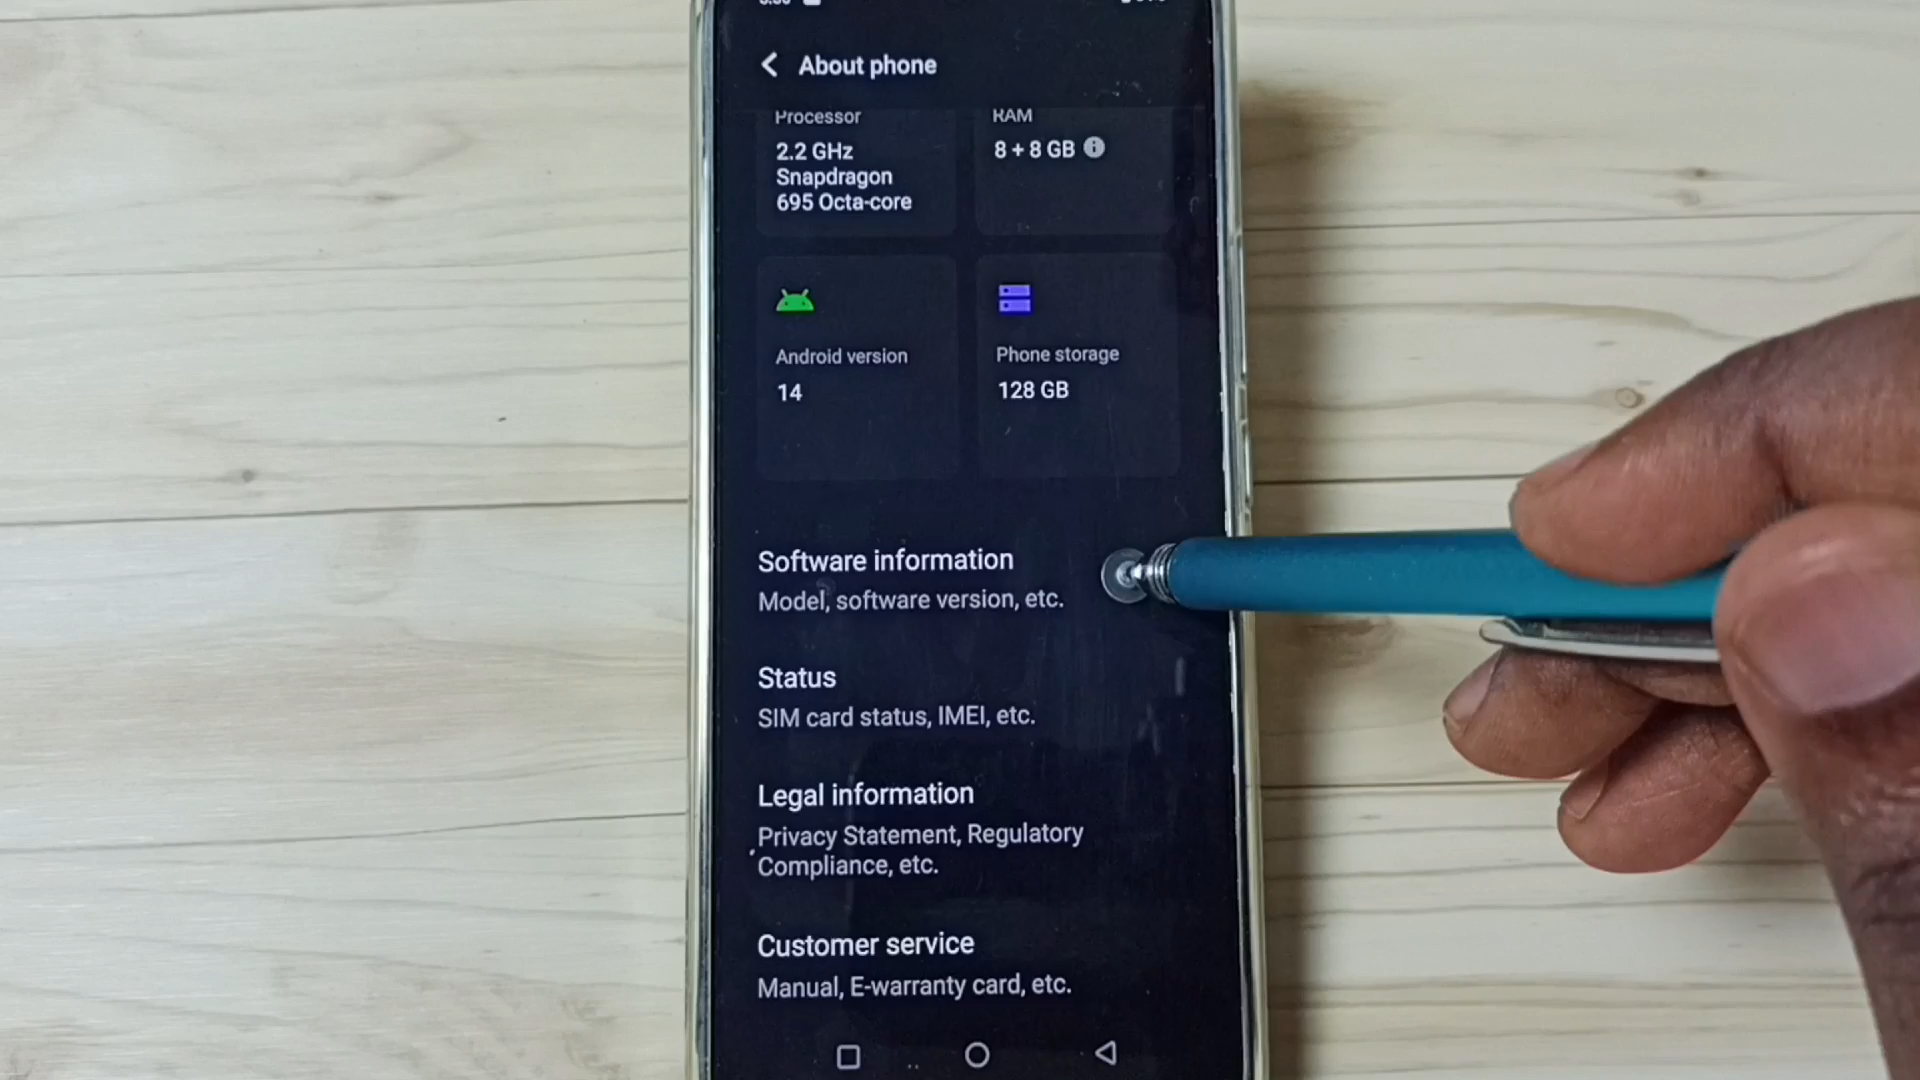 About phone
Processor
RAM
2.2 GHz
Snapdragon
695 Octa-core
8 + 8 GB
Android version
14
Phone storage
128 GB
Software information
Model, software version, etc.
Status
SIM card status, IMEI, etc.
Legal information
Privacy Statement, Regulatory
Compliance, etc.
Customer service
Manual, E-warranty card, etc.